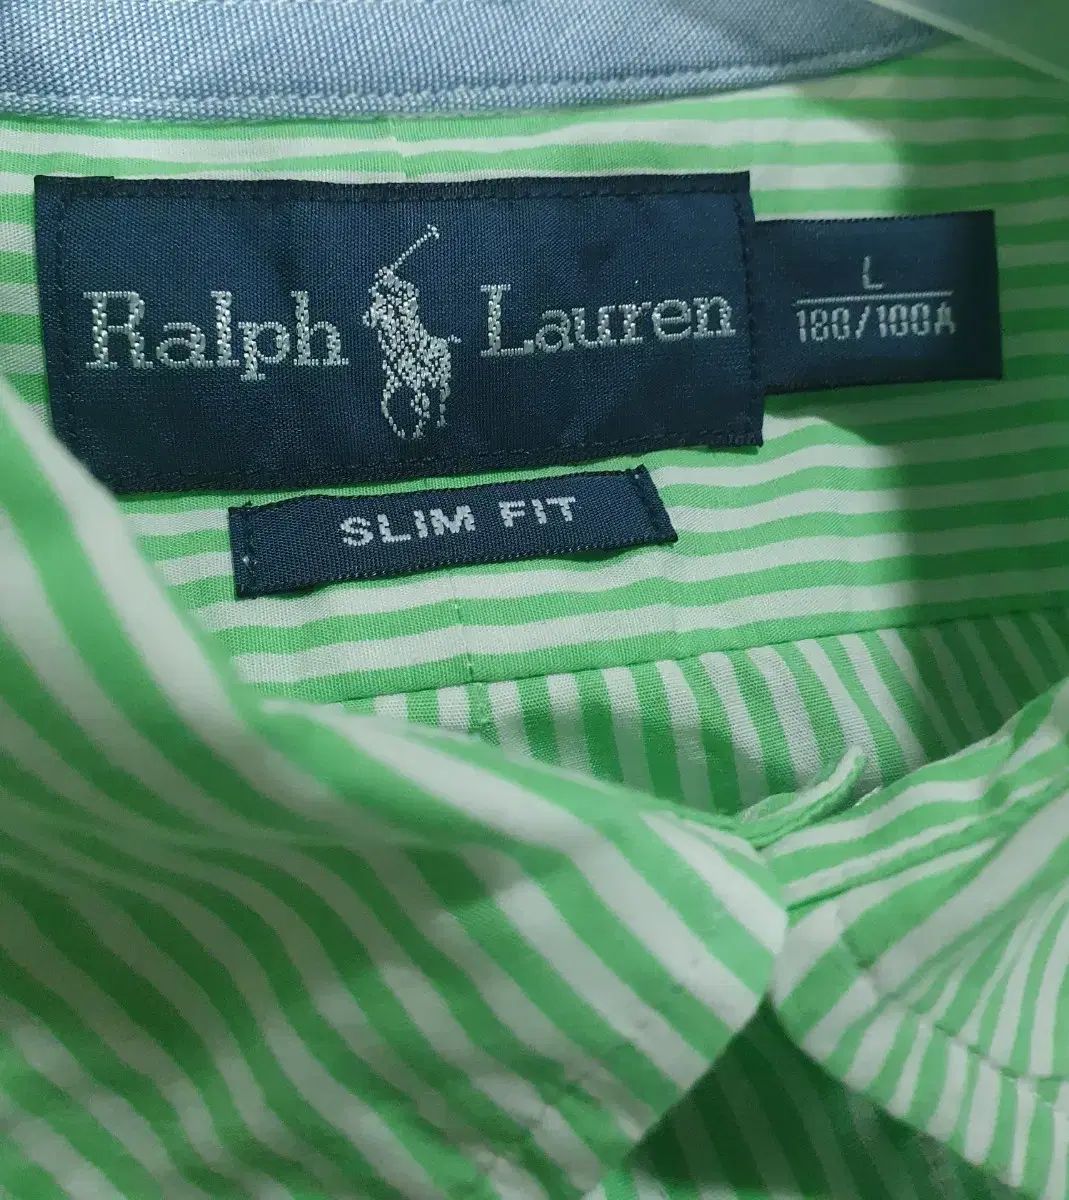 Ralph Lauren
L
180/100A
SLIM FIT